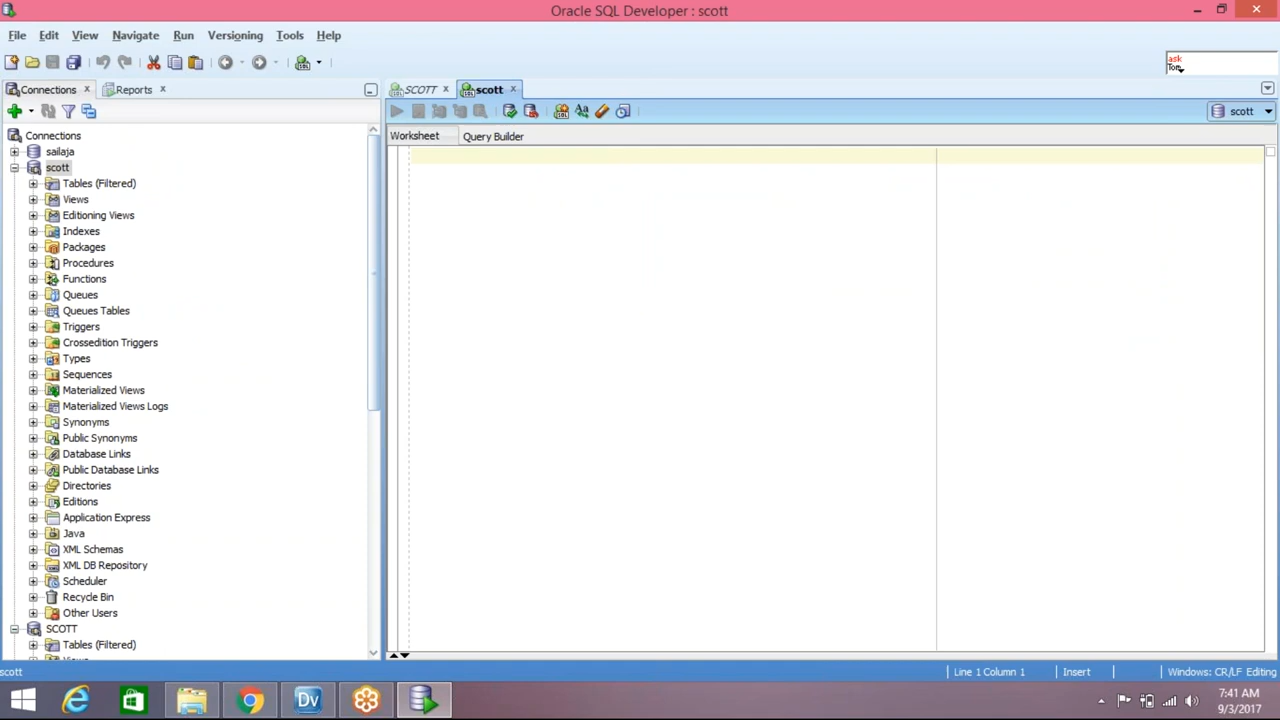 Oracle SQL Developer : scott
File Edit View Navigate Run Versioning Tools Help
ask
Tom
Connections Reports
SCOTT scott
scott
Worksheet Query Builder
Connections
sailaja
scott
Tables (Filtered)
Views
Editioning Views
Indexes
Packages
Procedures
Functions
Queues
Queues Tables
Triggers
Crossedition Triggers
Types
Sequences
Materialized Views
Materialized Views Logs
Synonyms
Public Synonyms
Database Links
Public Database Links
Directories
Editions
Application Express
Java
XML Schemas
XML DB Repository
Scheduler
Recycle Bin
Other Users
SCOTT
Tables (Filtered)
Views
scott Line 1 Column 1 Insert Windows: CR/LF Editing
Dv
7:41 AM
9/3/2017